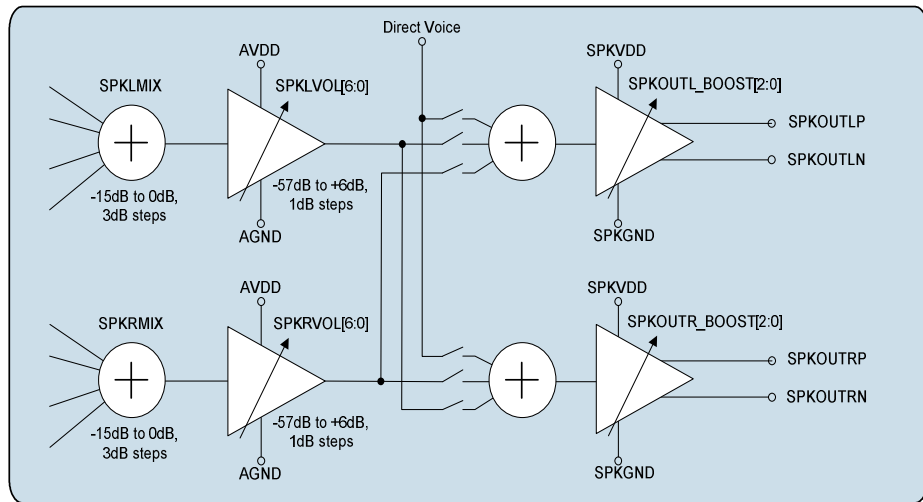 Direct Voice
AVDD
SPKVDD
SPKLMIX
SPKLVOL[6:0]
SPKOUTL_BOOST[2:0]
SPKOUTLP
SPKOUTLN
-15dB to 0dB,
3dB steps
-57dB to +6dB,
1dB steps
AGND
SPKGND
AVDD
SPKVDD
SPKRMIX
SPKRVOL[6:0]
SPKOUTR_BOOST[2:0]
SPKOUTRP
SPKOUTRN
-15dB to 0dB,
3dB steps
-57dB to +6dB,
1dB steps
AGND
SPKGND